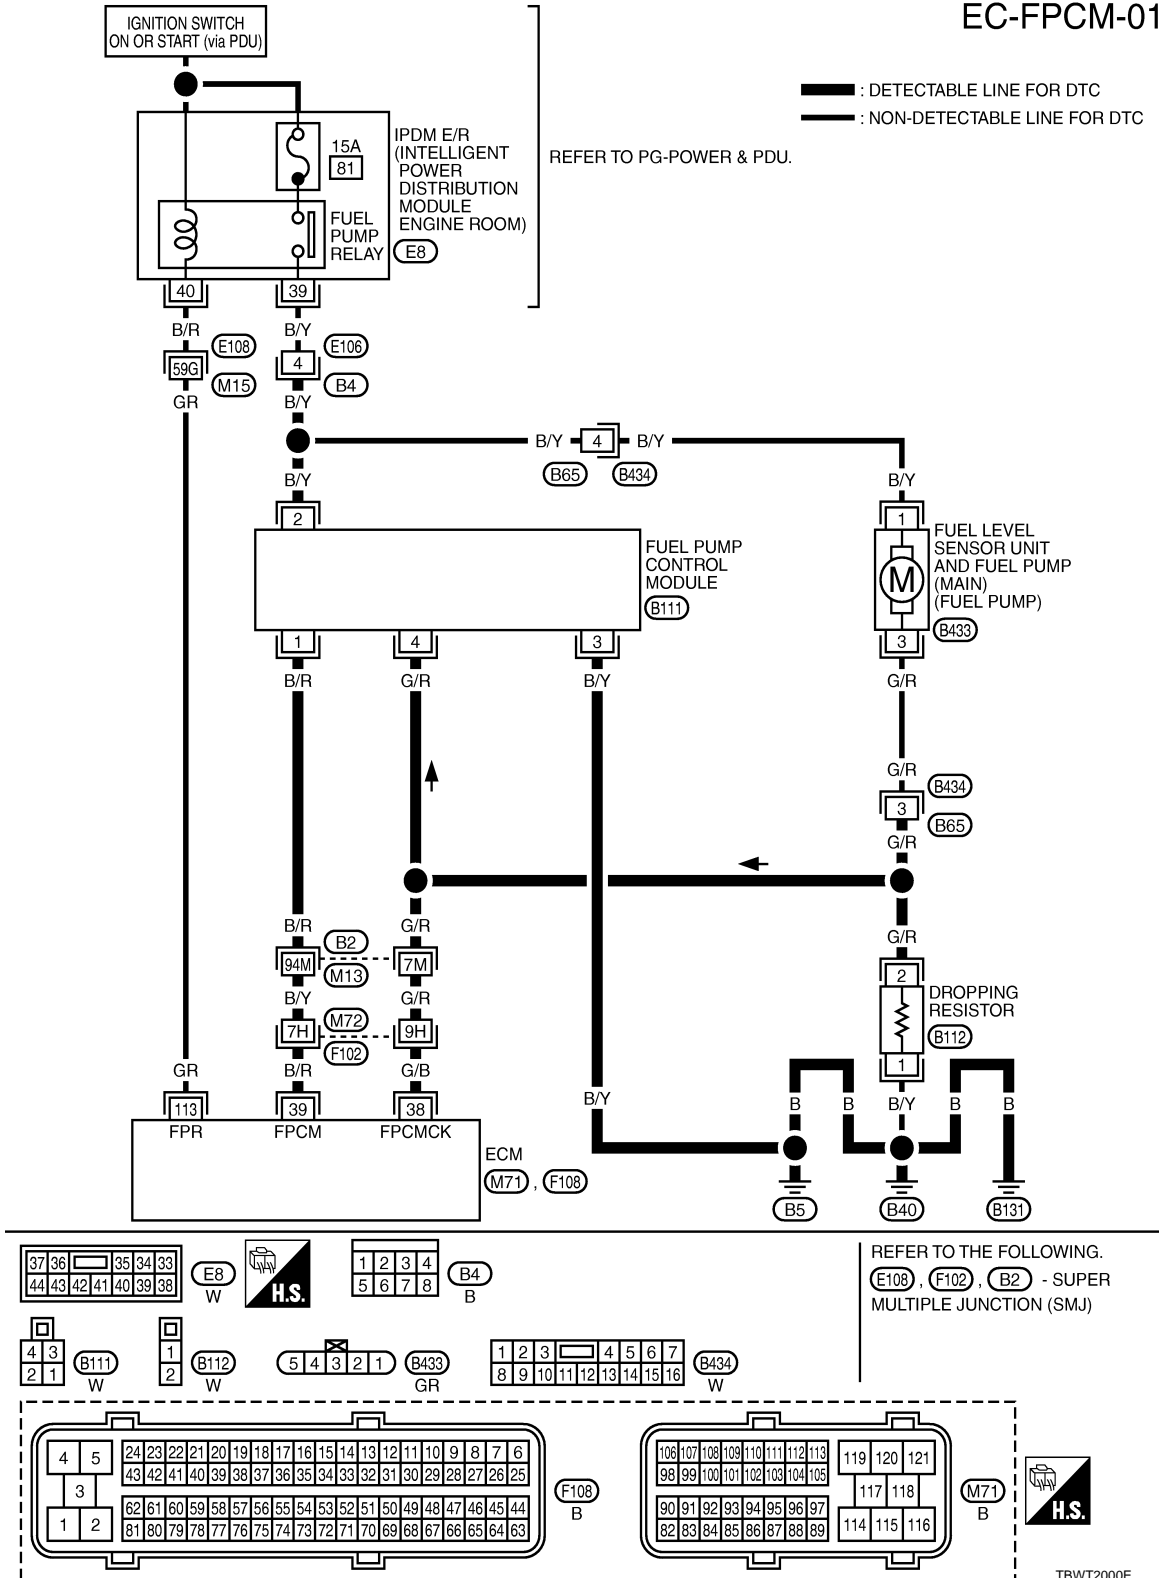 EC-FPCM-01
IGNITION SWITCH
ON OR START (via PDU)
: DETECTABLE LINE FOR DTC
: NON-DETECTABLE LINE FOR DTC
15A
81
IPDM E/R
(INTELLIGENT
POWER
DISTRIBUTION
MODULE
ENGINE ROOM)
E8
REFER TO PG-POWER & PDU.
FUEL
PUMP
RELAY
40
39
B/R
B/Y
E108
E106
59G
4
M15
B4
GR
B/Y
B/Y
4
B/Y
B65
B434
B/Y
B/Y
2
1
FUEL PUMP
CONTROL
MODULE
B111
M
FUEL LEVEL
SENSOR UNIT
AND FUEL PUMP
(MAIN)
(FUEL PUMP)
B433
1
4
3
3
B/R
G/R
B/Y
G/R
G/R
B434
3
B65
G/R
B/R
G/R
G/R
B2
94M
7M
M13
2
DROPPING
RESISTOR
B112
1
B/Y
G/R
M72
7H
9H
F102
GR
B/R
G/B
B/Y
B
B
B/Y
B
B
113
39
38
FPR
FPCM
FPCMCK
ECM
M71 , F108
B5
B40
B131
37 36 35 34 33
44 43 42 41 40 39 38
E8
W
H.S.
1 2 3 4
5 6 7 8
B4
B
REFER TO THE FOLLOWING.
E108 , F102 , B2 - SUPER
MULTIPLE JUNCTION (SMJ)
4 3
2 1
B111
W
1
2
B112
W
5 4 3 2 1
B433
GR
1 2 3 4 5 6 7
8 9 10 11 12 13 14 15 16
B434
W
4 5
3
1 2
24 23 22 21 20 19 18 17 16 15 14 13 12 11 10 9 8 7 6
43 42 41 40 39 38 37 36 35 34 33 32 31 30 29 28 27 26 25
62 61 60 59 58 57 56 55 54 53 52 51 50 49 48 47 46 45 44
81 80 79 78 77 76 75 74 73 72 71 70 69 68 67 66 65 64 63
F108
B
106 107 108 109 110 111 112 113
98 99 100 101 102 103 104 105
90 91 92 93 94 95 96 97
82 83 84 85 86 87 88 89
119 120 121
117 118
114 115 116
M71
B
H.S.
TBWT2000E